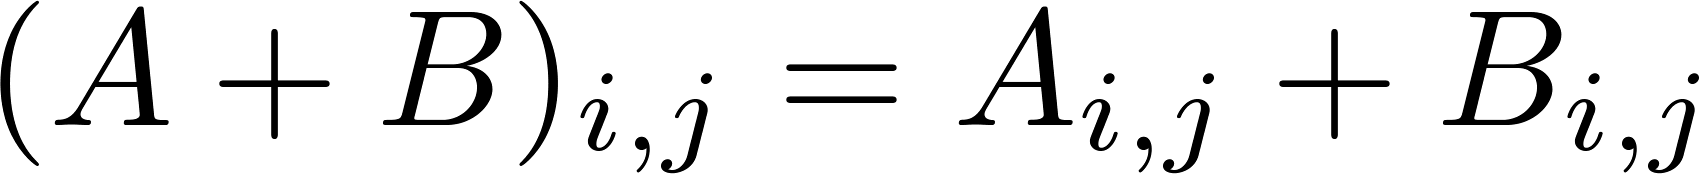 (A + B)_{i,j} = A_{i,j} + B_{i,j}